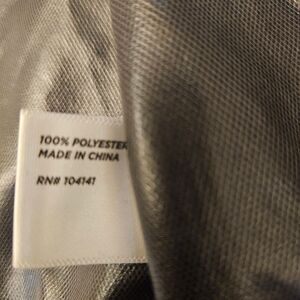 100% POLYESTER
MADE IN CHINA
RN# 104141